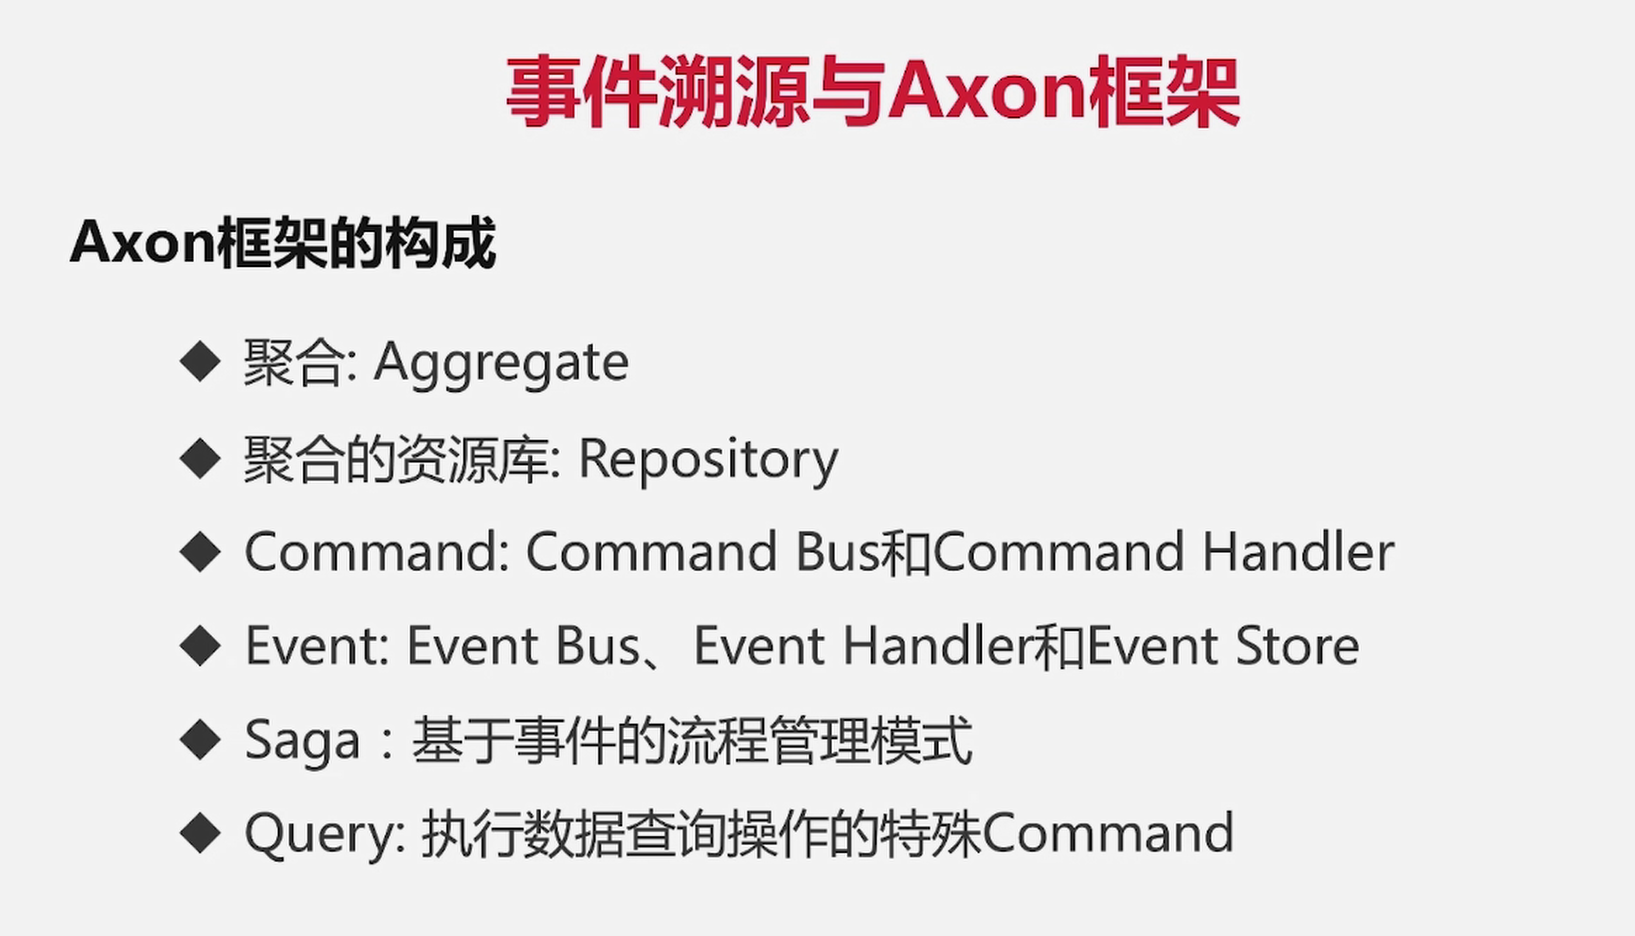 事件溯源与Axon框架
Axon框架的构成
◆ 聚合: Aggregate
◆ 聚合的资源库: Repository
◆ Command: Command Bus和Command Handler
◆ Event: Event Bus、Event Handler和Event Store
◆ Saga：基于事件的流程管理模式
◆ Query: 执行数据查询操作的特殊Command